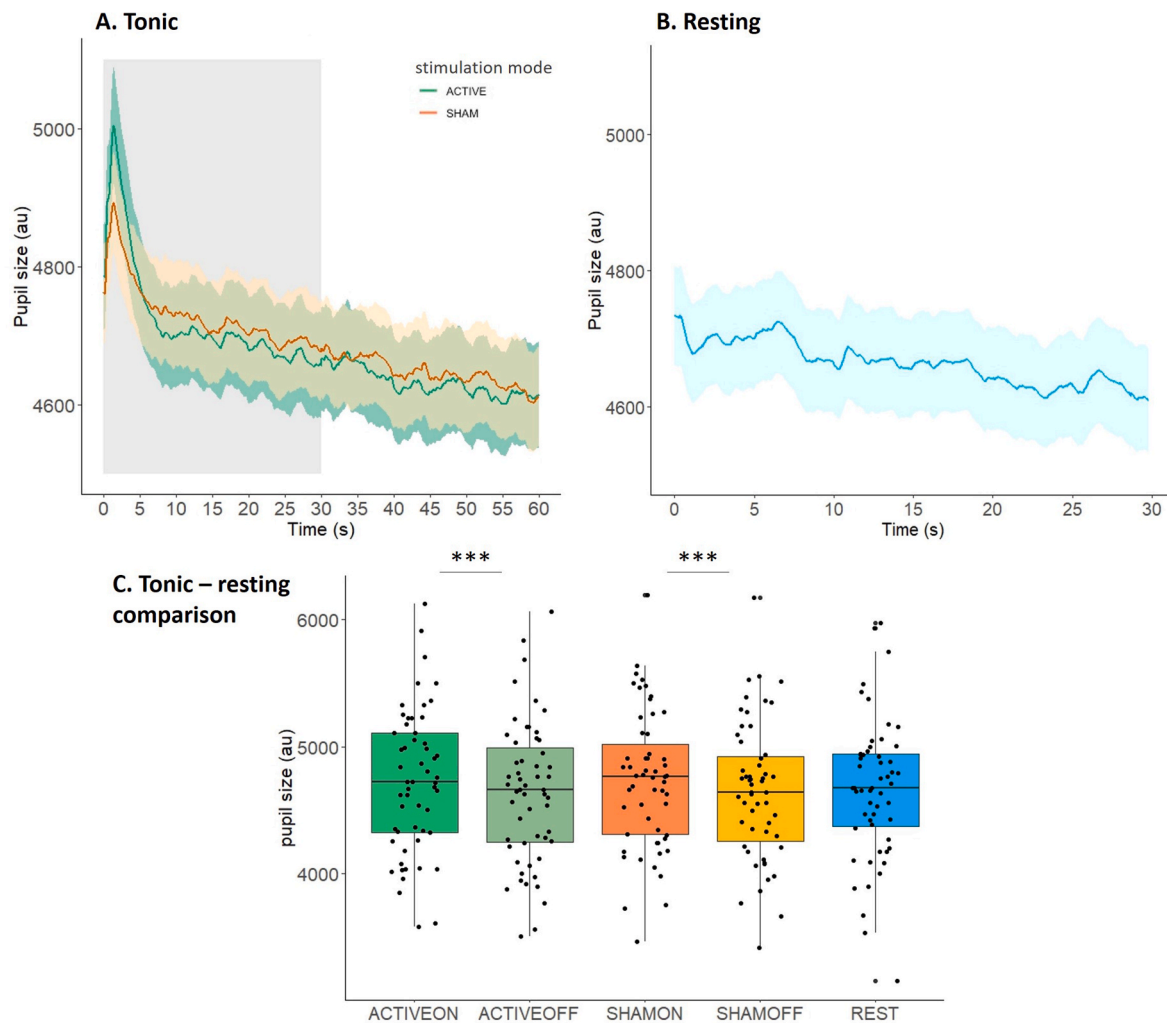 A. Tonic
stimulation mode
ACTIVE
SHAM
5000
4800
4600
Pupil size (au)
0 5 10 15 20 25 30 35 40 45 50 55 60
Time (s)
B. Resting
5000
4800
4600
Pupil size (au)
0 5 10 15 20 25 30
Time (s)
C. Tonic – resting
comparison
*** ***
6000
5000
4000
pupil size (au)
ACTIVEON ACTIVEOFF SHAMON SHAMOFF REST